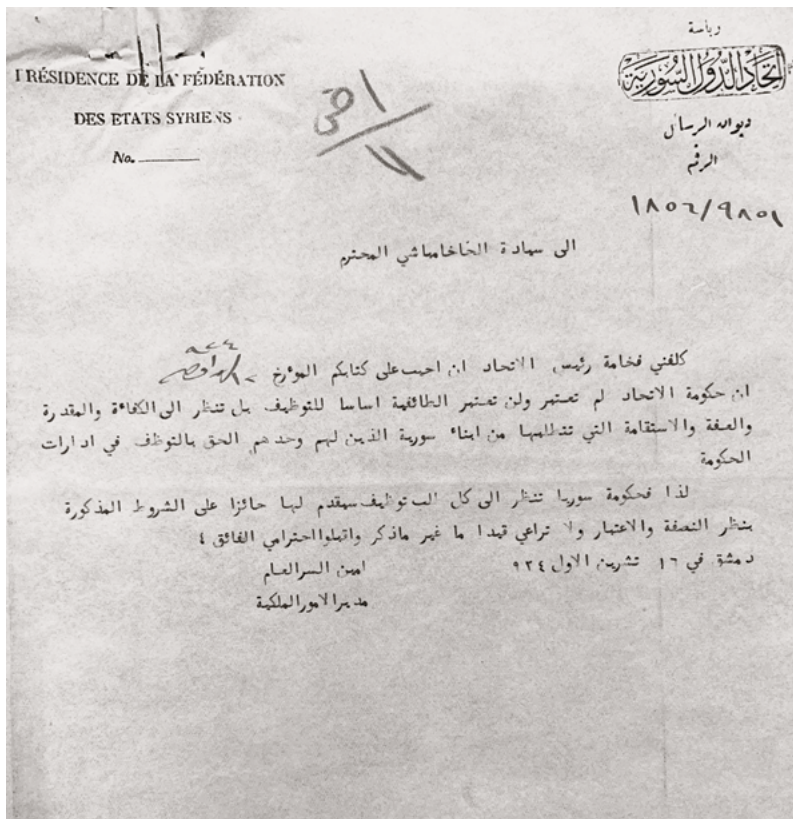 PRÉSIDENCE DE LA FÉDÉRATION
DES ETATS SYRIENS
No.
رياسة
اتحاد الدول السورية
ديوان الرسائل
الرقم
١٨٥٦/٩٨٥١
الى سعادة الحاخامباشي المحترم
كلفني فخامة رئيس الاتحاد ان اجيب على كتابكم المؤرخ
ان حكومة الاتحاد لم تعتبر ولن تعتبر الطائفية اساسا للتوظيف بل تنظر الى الكفاءة والمقدرة
والعفة والاستقامة التي تتطلبها من ابناء سورية الذين لهم وحدهم الحق بالتوظف في ادارات
الحكومة
لذا فحكومة سوريا تنظر الى كل طلب توظيف سيقدم لها حائزا على الشروط المذكورة
بنظر النصفة والاعتبار ولا تراعي قيدا ما غير ماذكر واقبلوا احترامي الفائق ؛
دمشق في ١٦ تشرين الاول ٩٢٤
امين السر العام
مدير الامور الملكية